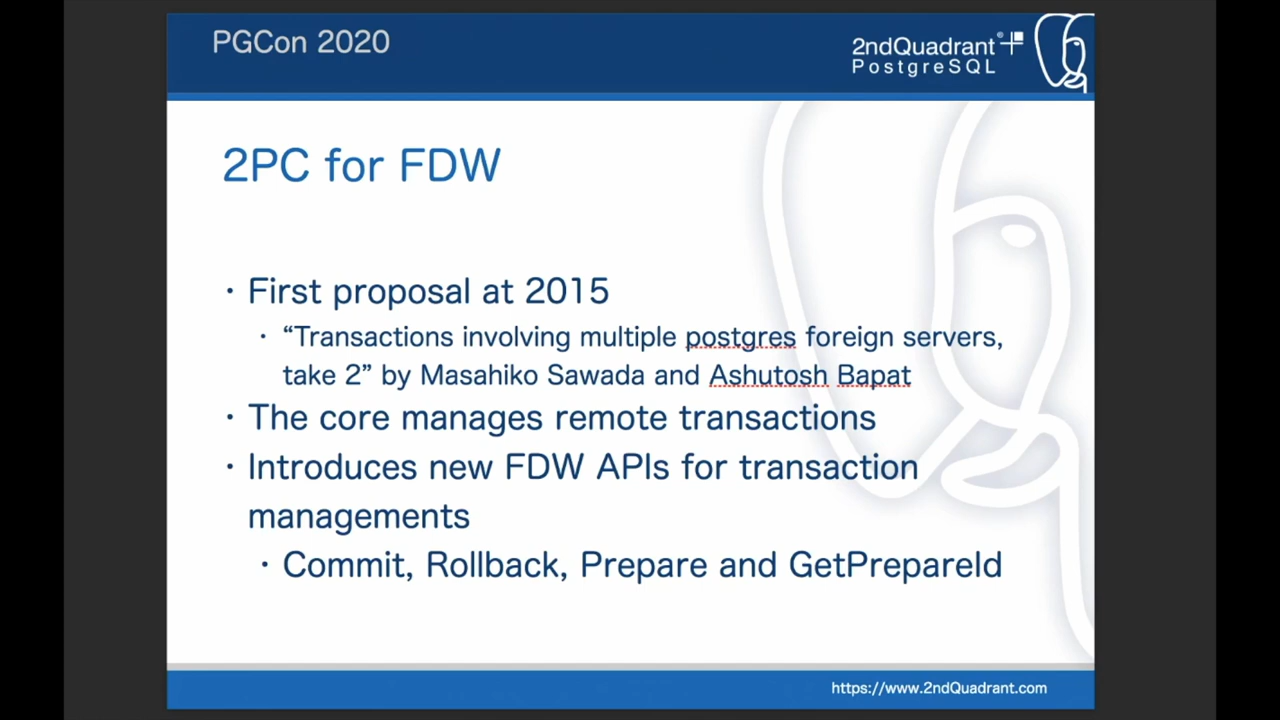 PGCon 2020
2ndQuadrant®
PostgreSQL
2PC for FDW
· First proposal at 2015
· “Transactions involving multiple postgres foreign servers,
take 2” by Masahiko Sawada and Ashutosh Bapat
· The core manages remote transactions
· Introduces new FDW APIs for transaction
managements
· Commit, Rollback, Prepare and GetPrepareId
https://www.2ndQuadrant.com